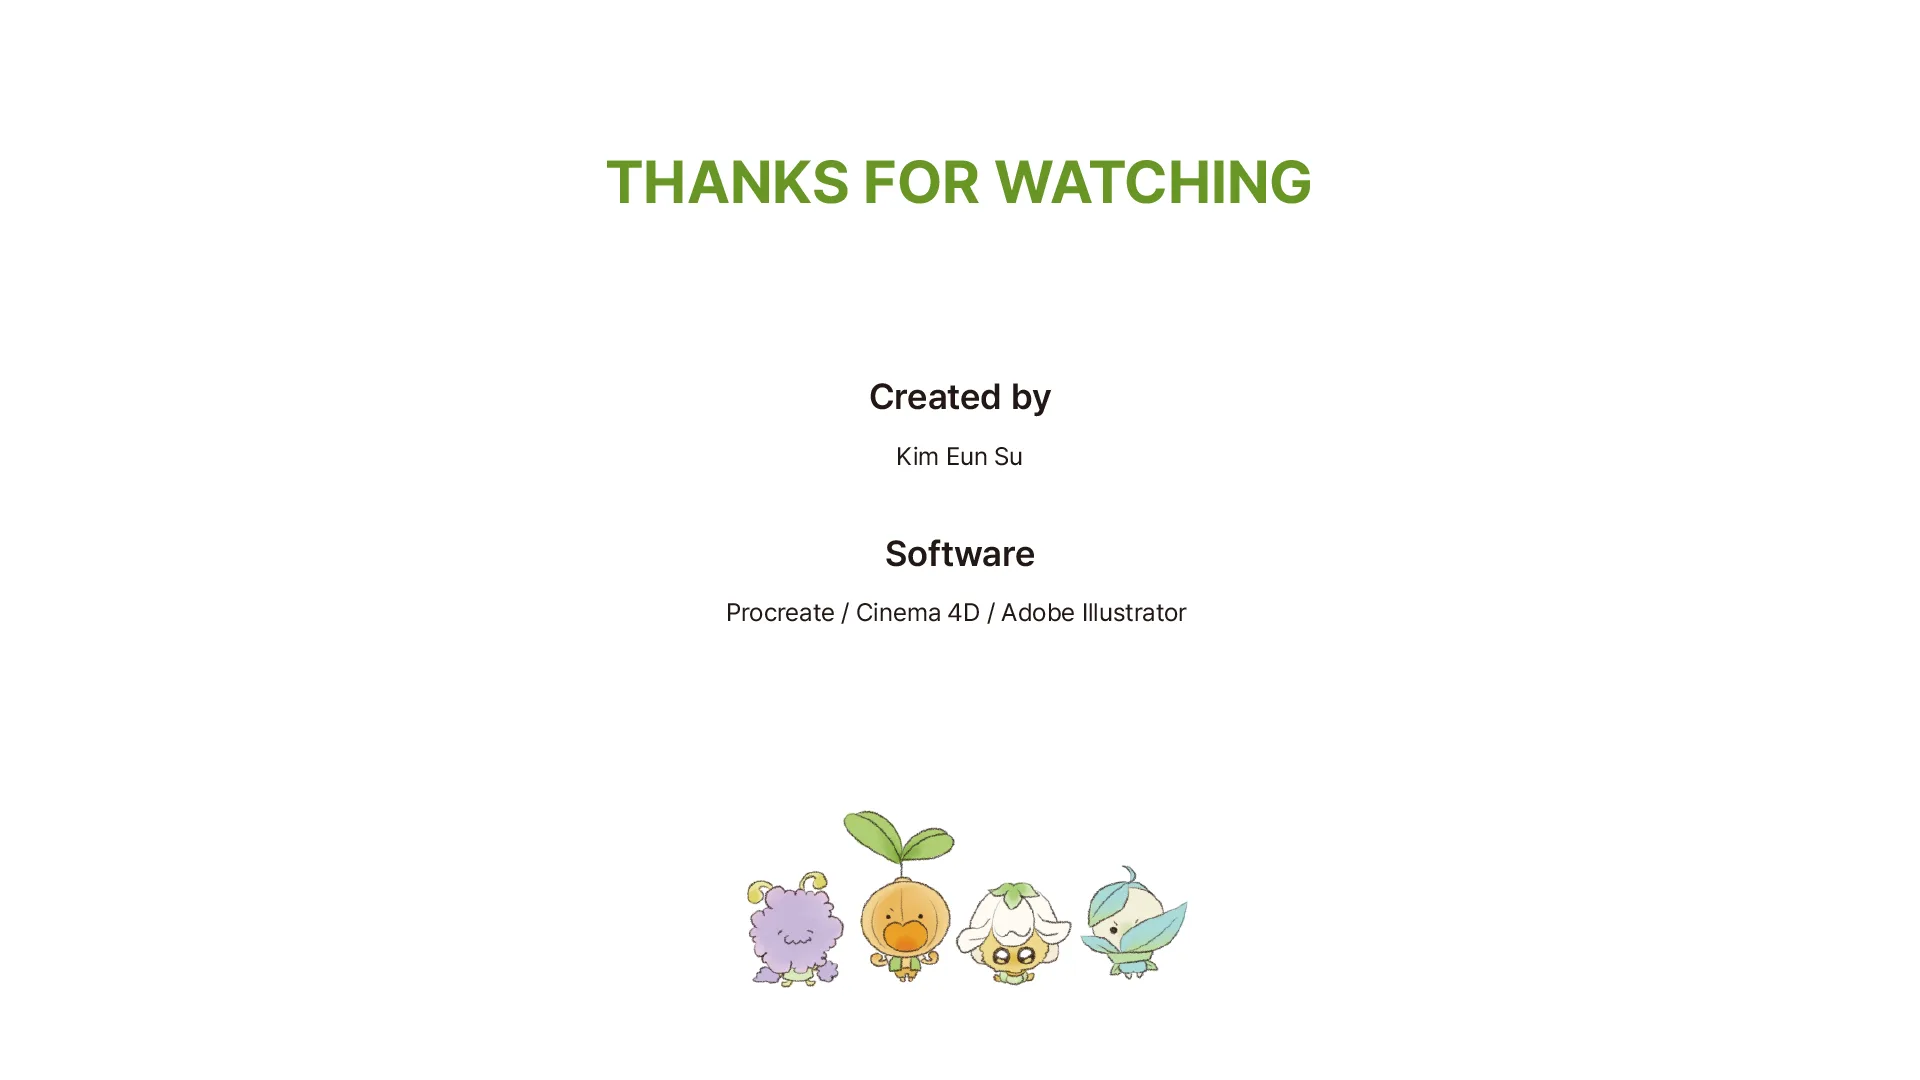 THANKS FOR WATCHING
Created by
Kim Eun Su
Software
Procreate / Cinema 4D / Adobe Illustrator